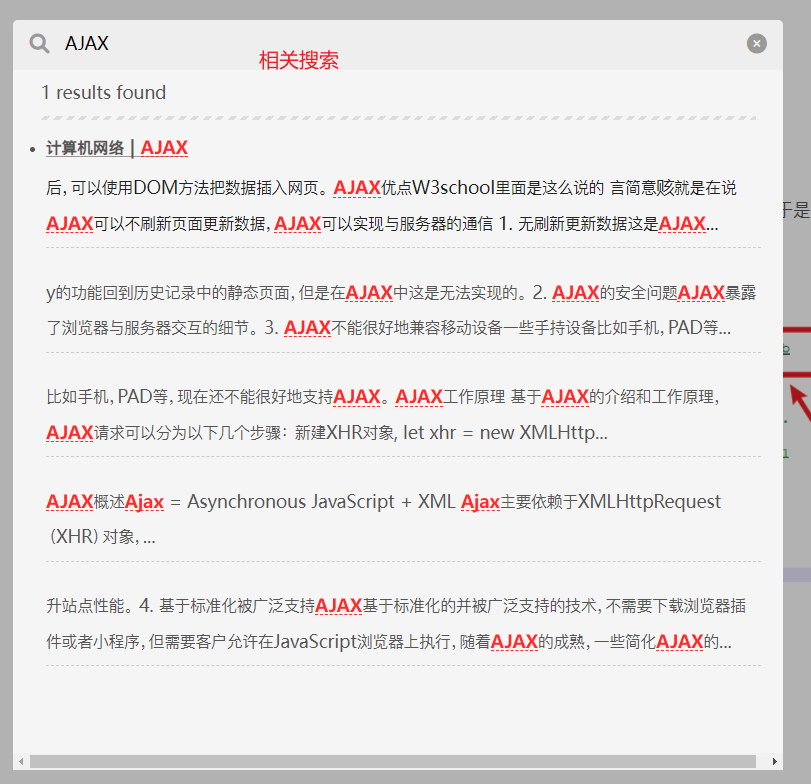 AJAX
相关搜索
1 results found
计算机网络 | AJAX
后，可以使用DOM方法把数据插入网页。AJAX优点W3school里面是这么说的 言简意赅就是在说
AJAX可以不刷新页面更新数据，AJAX可以实现与服务器的通信 1. 无刷新更新数据这是AJAX...
于是
y的功能回到历史记录中的静态页面，但是在AJAX中这是无法实现的。2. AJAX的安全问题AJAX暴露
了浏览器与服务器交互的细节。3. AJAX不能很好地兼容移动设备一些手持设备比如手机，PAD等...
b
比如手机，PAD等，现在还不能很好地支持AJAX。AJAX工作原理 基于AJAX的介绍和工作原理，
AJAX请求可以分为以下几个步骤：新建XHR对象, let xhr = new XMLHttp...
1
AJAX概述Ajax = Asynchronous JavaScript + XML Ajax主要依赖于XMLHttpRequest
（XHR）对象，...
升站点性能。4. 基于标准化被广泛支持AJAX基于标准化的并被广泛支持的技术，不需要下载浏览器插
件或者小程序，但需要客户允许在JavaScript浏览器上执行，随着AJAX的成熟，一些简化AJAX的...